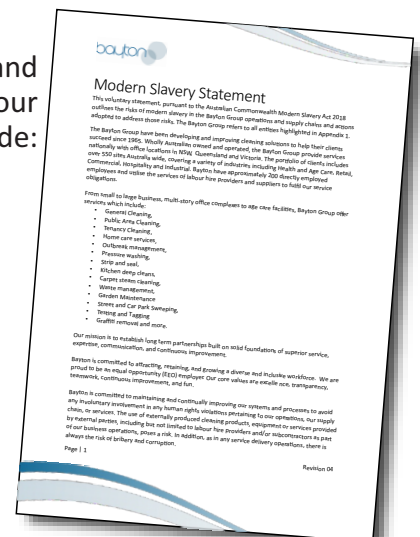 and
our
de:
bayton
Modern Slavery Statement
This voluntary statement, pursuant to the Australian Commonwealth Modern Slavery Act 2018
outlines the risks of modern slavery in the Bayton Group operations and supply chains and actions
adopted to address those risks. The Bayton Group refers to all entities highlighted in Appendix 1.
The Bayton Group have been developing and improving cleaning solutions to help their clients
succeed since 1965. Wholly Australian owned and operated, the Bayton Group provide services
nationally with office locations in NSW, Queensland and Victoria. The portfolio of clients includes
over 550 sites Australia wide, covering a variety of industries including Health and Age Care, Retail,
Commercial, Hospitality and Industrial. Bayton have approximately 200 directly employed
employees and utilise the services of labour hire providers and suppliers to fulfil our service
obligations.
From small to large business, multi-story office complexes to age care facilities, Bayton Group offer
services which include:
• General Cleaning,
• Public Area Cleaning,
• Tenancy Cleaning,
• Home care services,
• Outbreak management,
• Pressure washing,
• Strip and seal,
• Kitchen deep cleans,
• Carpet steam cleaning,
• Waste management,
• Garden Maintenance
• Street and Car Park Sweeping,
• Testing and Tagging
• Graffiti removal and more.
Our mission is to establish long term partnerships built on solid foundations of superior service,
expertise, communication, and continuous improvement.
Bayton is committed to attracting, retaining, and growing a diverse and inclusive workforce. We are
proud to be an equal opportunity (EEO) employer Our core values are excelle nce, transparency,
teamwork, continuous improvement, and fun.
Bayton is committed to maintaining and continually improving our systems and processes to avoid
any involuntary involvement in any human rights violations pertaining to our operations, our supply
chain, or services. The use of externally produced cleaning products, equipment or services provided
by external parties, including but not limited to labour hire providers and/or subcontractors as part
of our business operations, poses a risk. In addition, as in any service delivery operations, there is
always the risk of bribery and corruption.
Page | 1
Revision 04